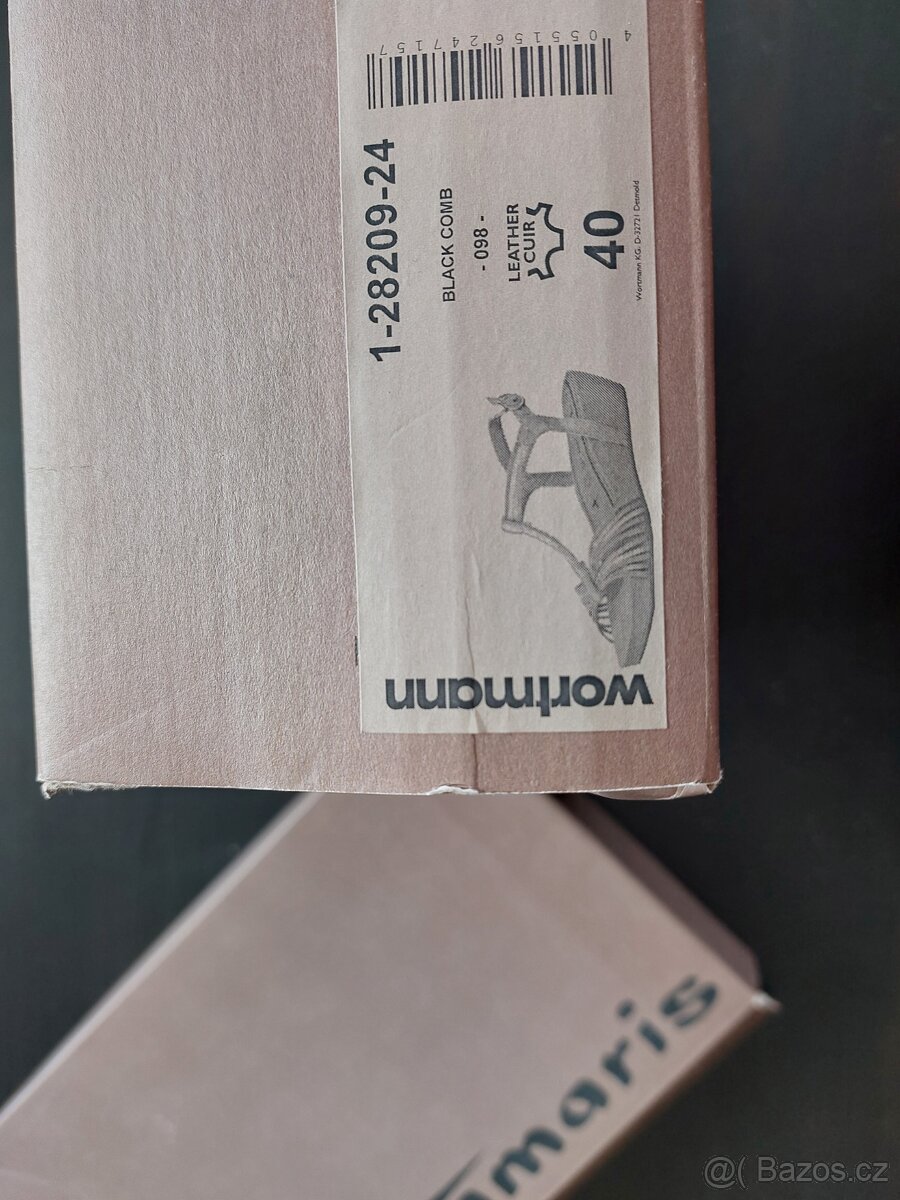 4 055156 247157
1-28209-24
BLACK COMB
- 098 -
LEATHER
CUIR
40
Wortmann KG. D-32721 Detmold
wortmann
amaris
@( Bazos.cz